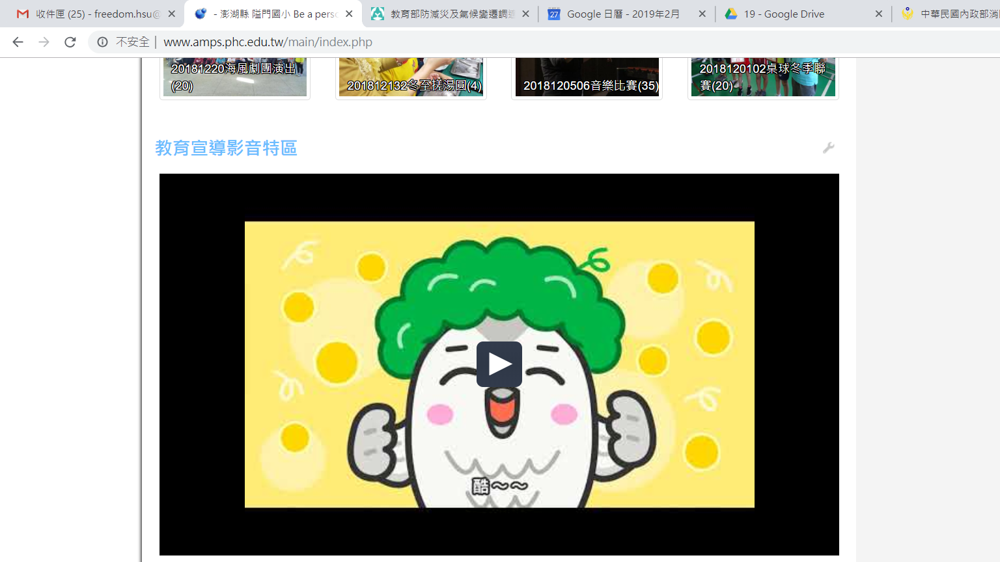 收件匣 (25) - freedom.hsu@
- 澎湖縣 隘門國小 Be a perso
教育部防減災及氣候變遷調適
Google 日曆 - 2019年2月
19 - Google Drive
中華民國內政部消防
不安全 | www.amps.phc.edu.tw/main/index.php
20181220海風劇團演出
(20)
201812132冬至搓湯圓(4)
2018120506音樂比賽(35)
2018120102桌球冬季聯
賽(20)
教育宣導影音特區
酷～～